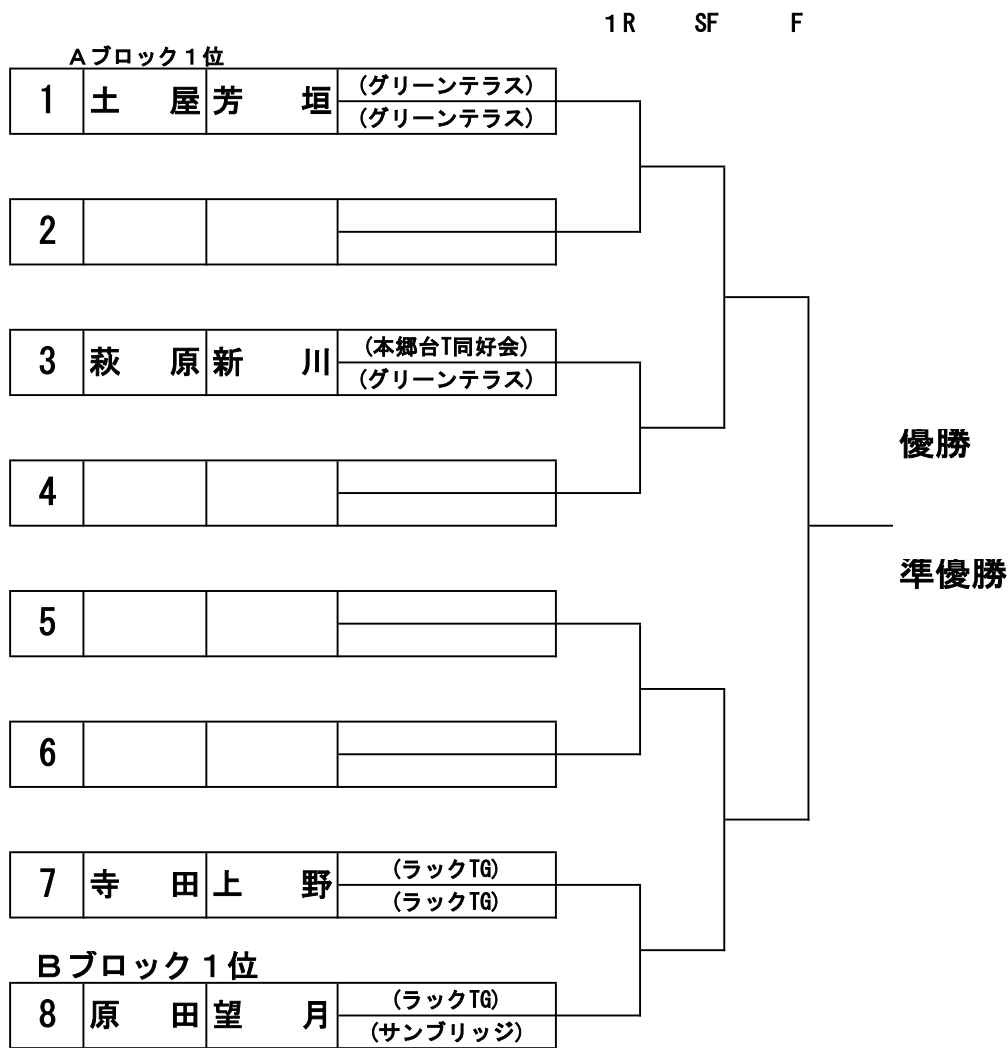 １R SF F
Ａブロック１位
1 土 屋 芳 垣 (グリーンテラス)
(グリーンテラス)
2
3 萩 原 新 川 (本郷台T同好会)
(グリーンテラス)
優勝
4
準優勝
5
6
7 寺 田 上 野 (ラックTG)
(ラックTG)
Ｂブロック１位
8 原 田 望 月 (ラックTG)
(サンブリッジ)